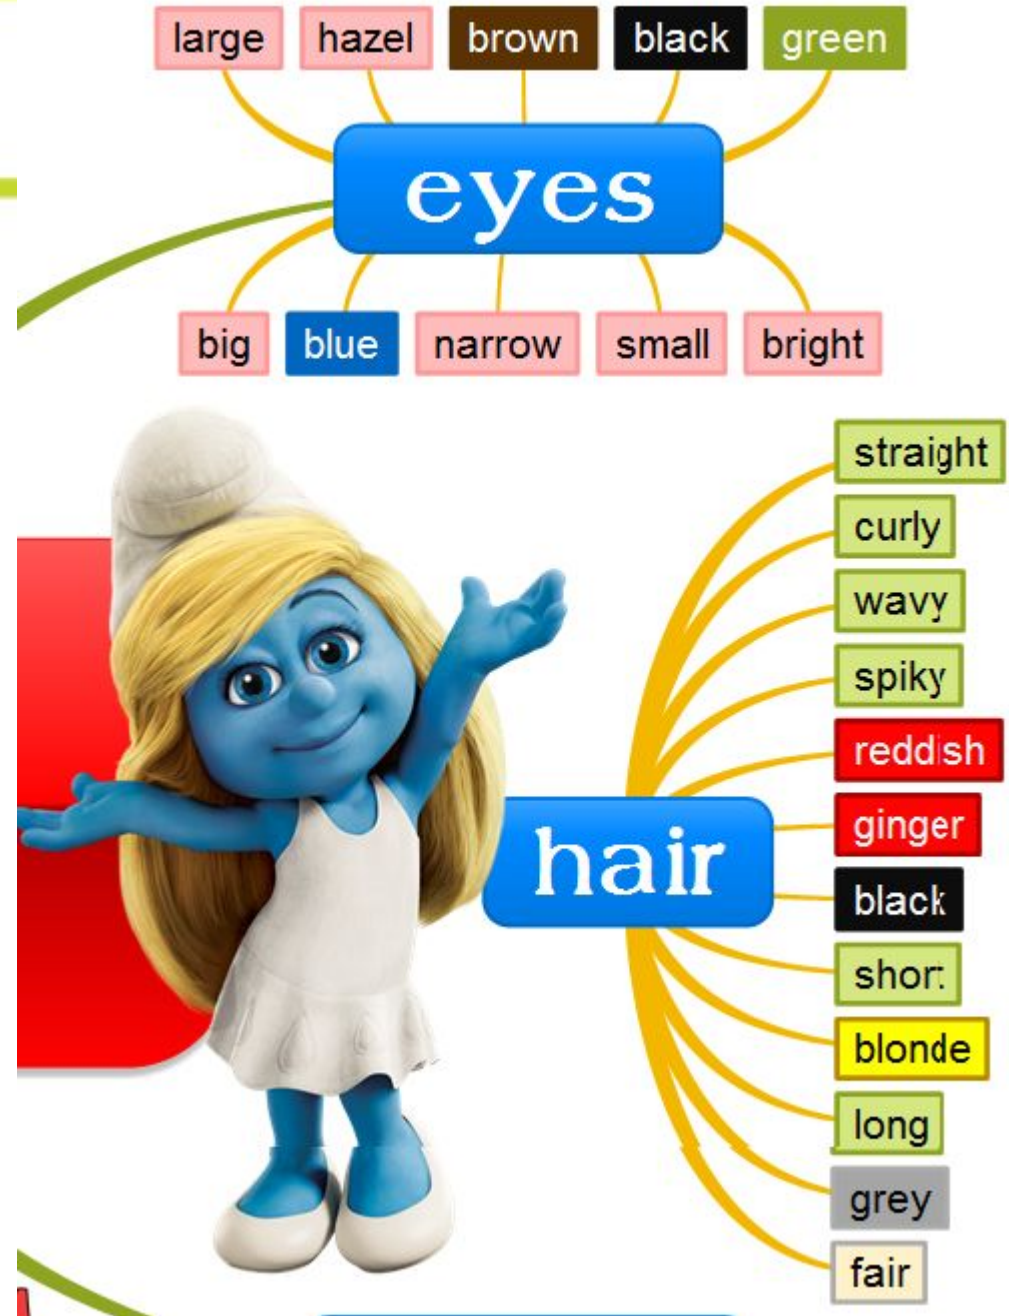 large hazel brown black green
eyes
big blue narrow small bright
straight
curly
wavy
spiky
reddish
ginger
hair
black
short
blonde
long
grey
fair